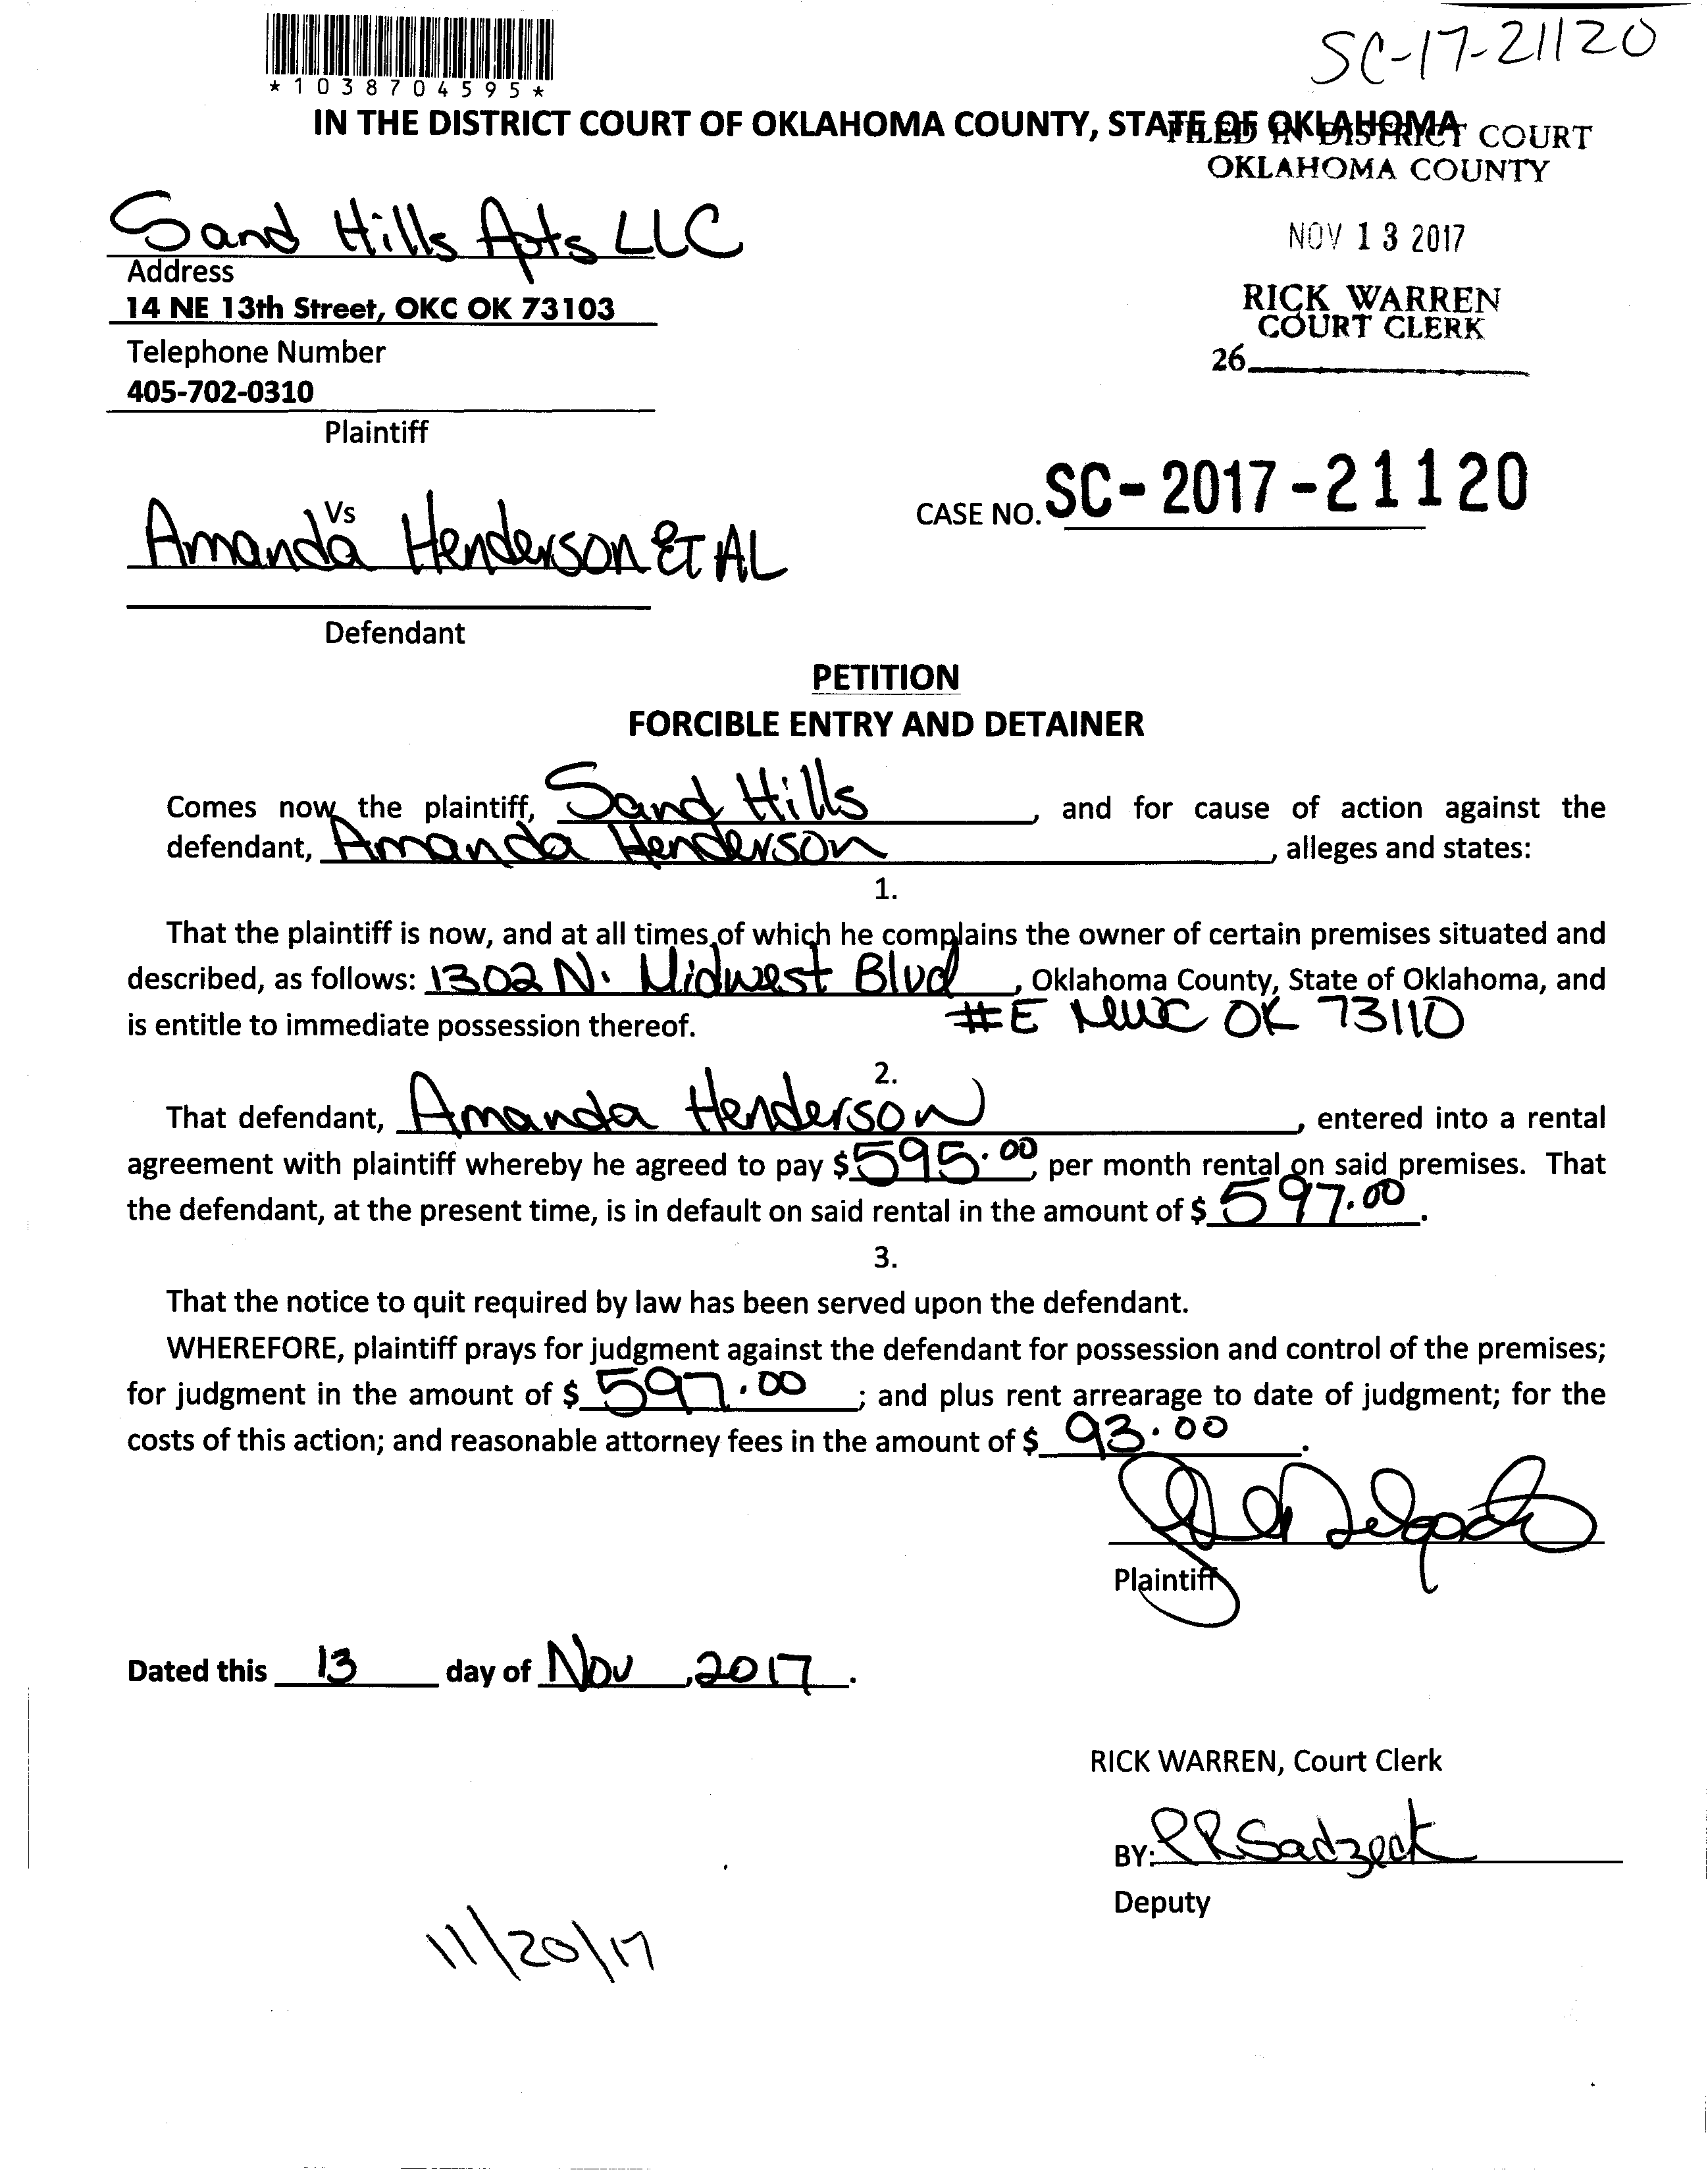 SC-17-21120
*1038704595*
IN THE DISTRICT COURT OF OKLAHOMA COUNTY, STATE OF OKLAHOMA
FILED IN DISTRICT COURT
OKLAHOMA COUNTY
Sand Hills Apts LLC
NOV 13 2017
Address
14 NE 13th Street, OKC OK 73103
RICK WARREN
COURT CLERK
Telephone Number
26
405-702-0310
Plaintiff
Vs
CASE NO. SC-2017-21120
Amanda Henderson ET AL
Defendant
PETITION
FORCIBLE ENTRY AND DETAINER
Comes now the plaintiff, Sand Hills, and for cause of action against the
defendant, Amanda Henderson, alleges and states:
1.
That the plaintiff is now, and at all times of which he complains the owner of certain premises situated and
described, as follows: 1302 N. Midwest Blvd, Oklahoma County, State of Oklahoma, and
is entitle to immediate possession thereof. #E MWC OK 73110
2.
That defendant, Amanda Henderson, entered into a rental
agreement with plaintiff whereby he agreed to pay $595.00 per month rental on said premises. That
the defendant, at the present time, is in default on said rental in the amount of $597.00.
3.
That the notice to quit required by law has been served upon the defendant.
WHEREFORE, plaintiff prays for judgment against the defendant for possession and control of the premises;
for judgment in the amount of $597.00; and plus rent arrearage to date of judgment; for the
costs of this action; and reasonable attorney fees in the amount of $93.00.
Delgado
Plaintiff
Dated this 13 day of Nov, 2017.
RICK WARREN, Court Clerk
BY: PRSadzeck
Deputy
11/20/17